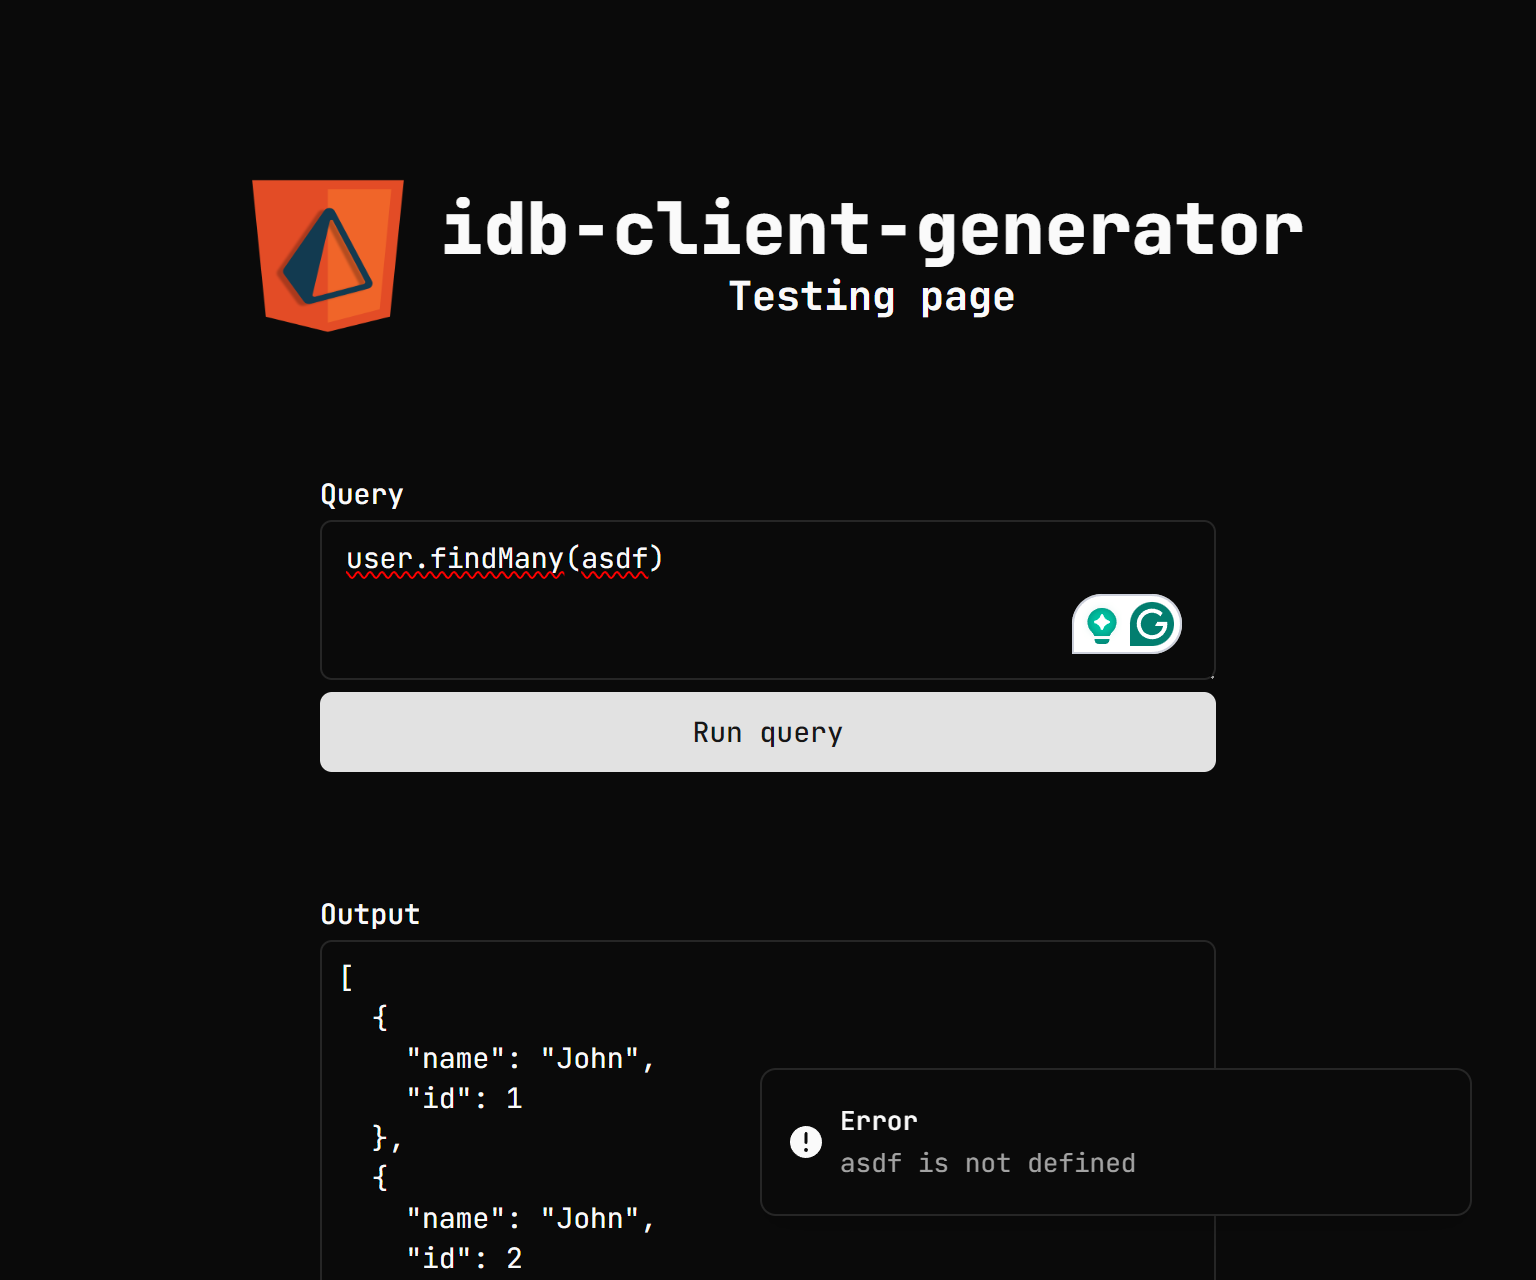 idb-client-generator
Testing page
Query
user.findMany(asdf)
Run query
Output
[
{
"name": "John",
"id": 1
},
{
"name": "John",
"id": 2
Error
asdf is not defined